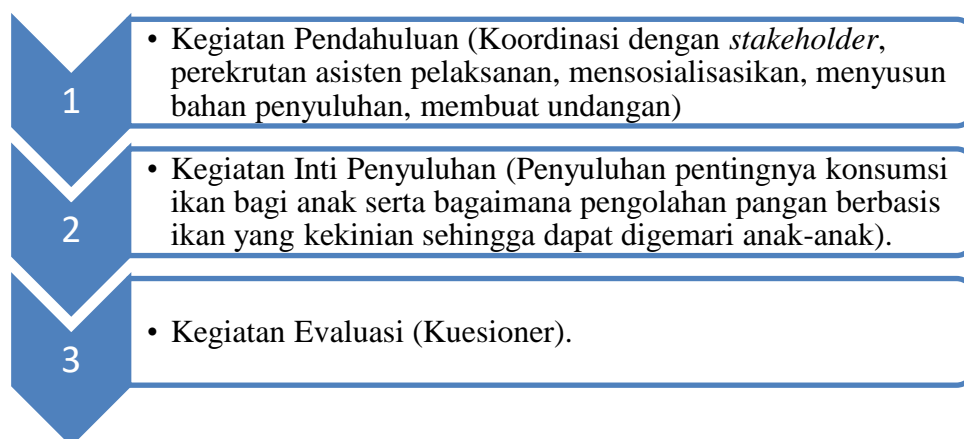 1
• Kegiatan Pendahuluan (Koordinasi dengan stakeholder,
perekrutan asisten pelaksanan, mensosialisasikan, menyusun
bahan penyuluhan, membuat undangan)
2
• Kegiatan Inti Penyuluhan (Penyuluhan pentingnya konsumsi
ikan bagi anak serta bagaimana pengolahan pangan berbasis
ikan yang kekinian sehingga dapat digemari anak-anak).
3
• Kegiatan Evaluasi (Kuesioner).